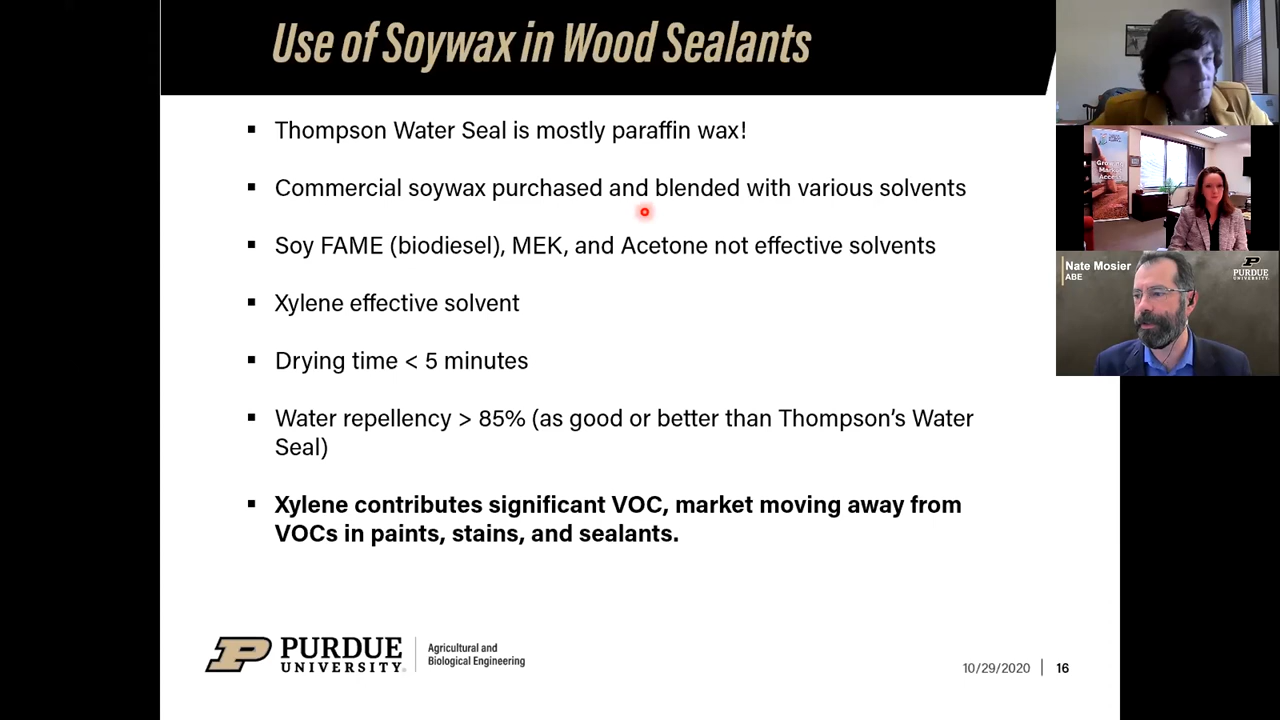 Use of Soywax in Wood Sealants
▪ Thompson Water Seal is mostly paraffin wax!
▪ Commercial soywax purchased and blended with various solvents
▪ Soy FAME (biodiesel), MEK, and Acetone not effective solvents
▪ Xylene effective solvent
▪ Drying time < 5 minutes
▪ Water repellency > 85% (as good or better than Thompson's Water
Seal)
▪ Xylene contributes significant VOC, market moving away from
VOCs in paints, stains, and sealants.
PURDUE
UNIVERSITY®
Agricultural and
Biological Engineering
10/29/2020 | 16
Market
Access
Nate Mosier
ABE
PURDUE
UNIVERSITY